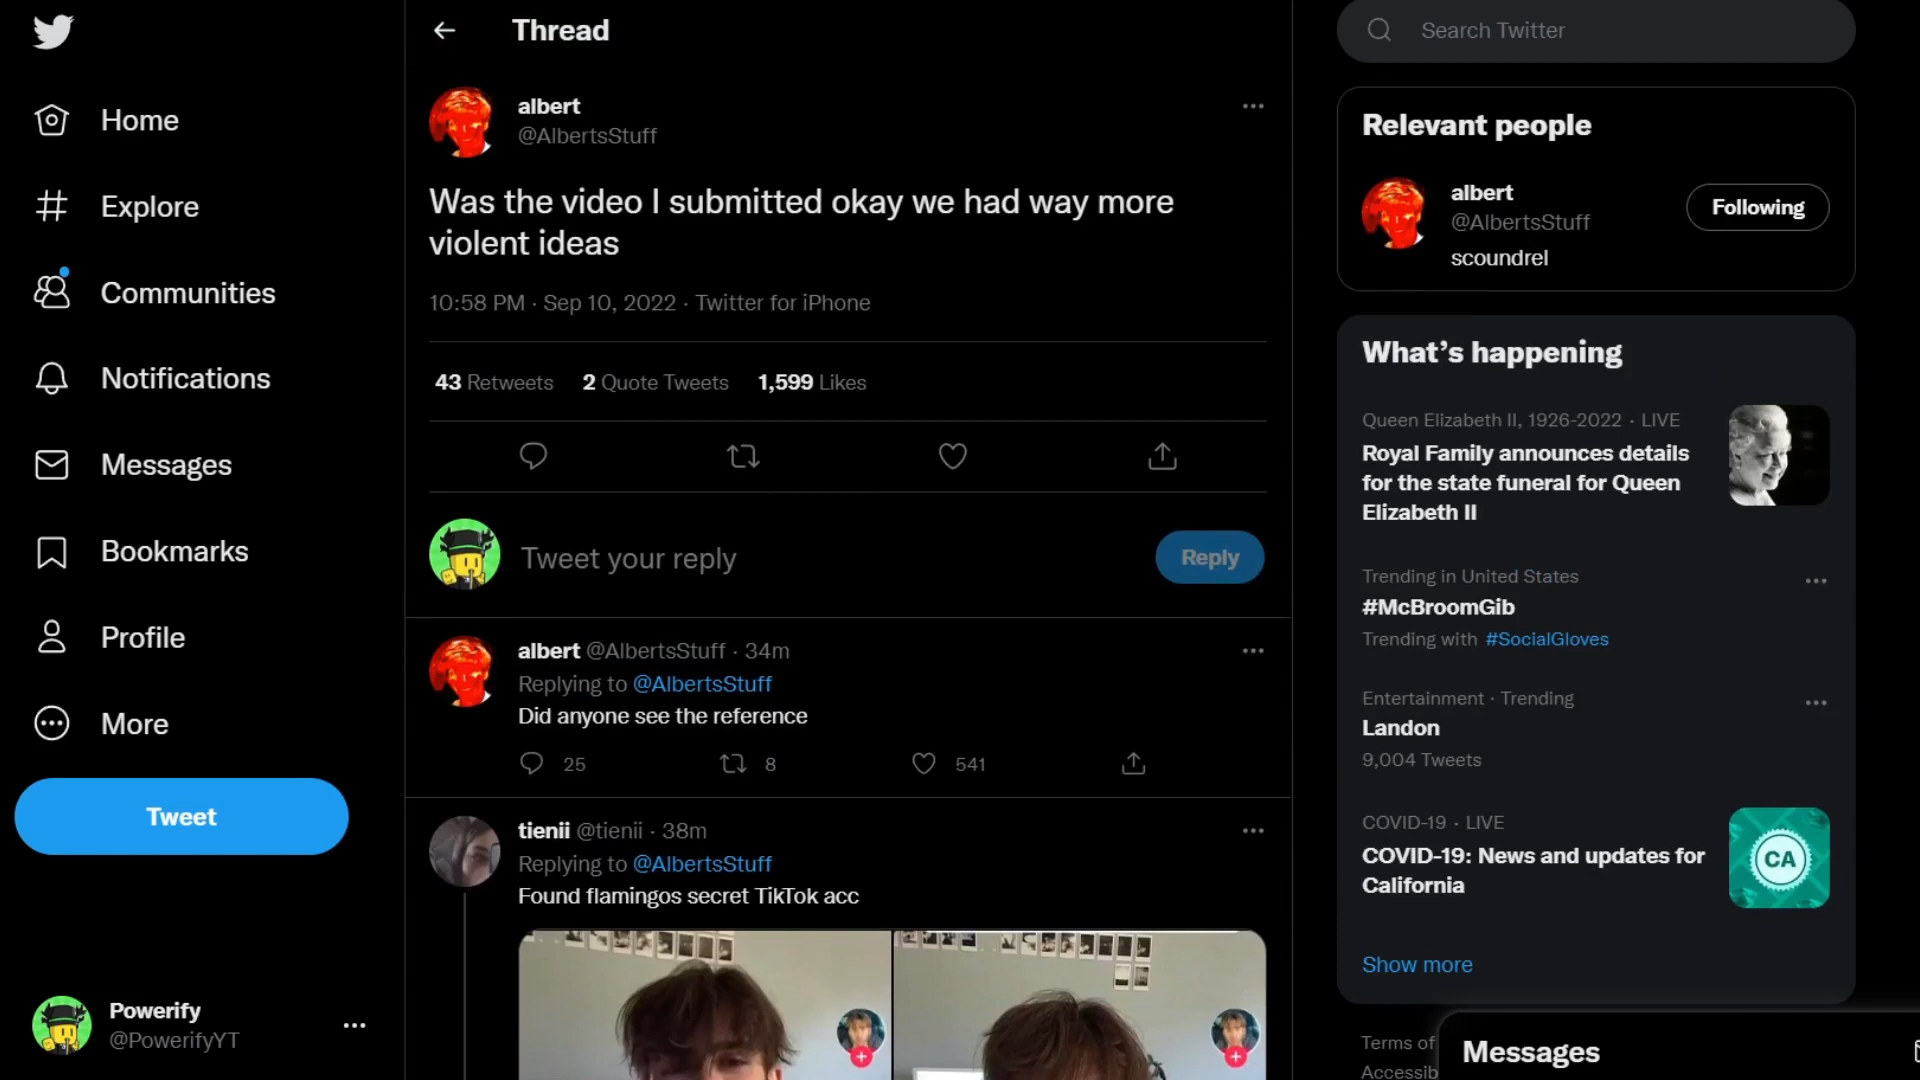 Home
Explore
Communities
Notifications
Messages
Bookmarks
Profile
More
Tweet
Powerify
@PowerifyYT
Thread
albert
@AlbertsStuff
Was the video I submitted okay we had way more
violent ideas
10:58 PM · Sep 10, 2022 · Twitter for iPhone
43 Retweets 2 Quote Tweets 1,599 Likes
Tweet your reply
Reply
albert @AlbertsStuff · 34m
Replying to @AlbertsStuff
Did anyone see the reference
25 8 541
tienii @tienii · 38m
Replying to @AlbertsStuff
Found flamingos secret TikTok acc
Search Twitter
Relevant people
albert
@AlbertsStuff
Following
scoundrel
What's happening
Queen Elizabeth II, 1926-2022 · LIVE
Royal Family announces details
for the state funeral for Queen
Elizabeth II
Trending in United States
#McBroomGib
Trending with #SocialGloves
Entertainment · Trending
Landon
9,004 Tweets
COVID-19 · LIVE
COVID-19: News and updates for
California
CA
Show more
Terms of
Messages